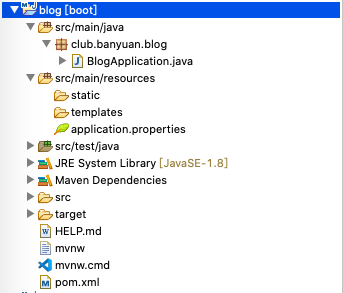 blog [boot]
src/main/java
club.banyuan.blog
BlogApplication.java
src/main/resources
static
templates
application.properties
src/test/java
JRE System Library [JavaSE-1.8]
Maven Dependencies
src
target
HELP.md
mvnw
mvnw.cmd
pom.xml